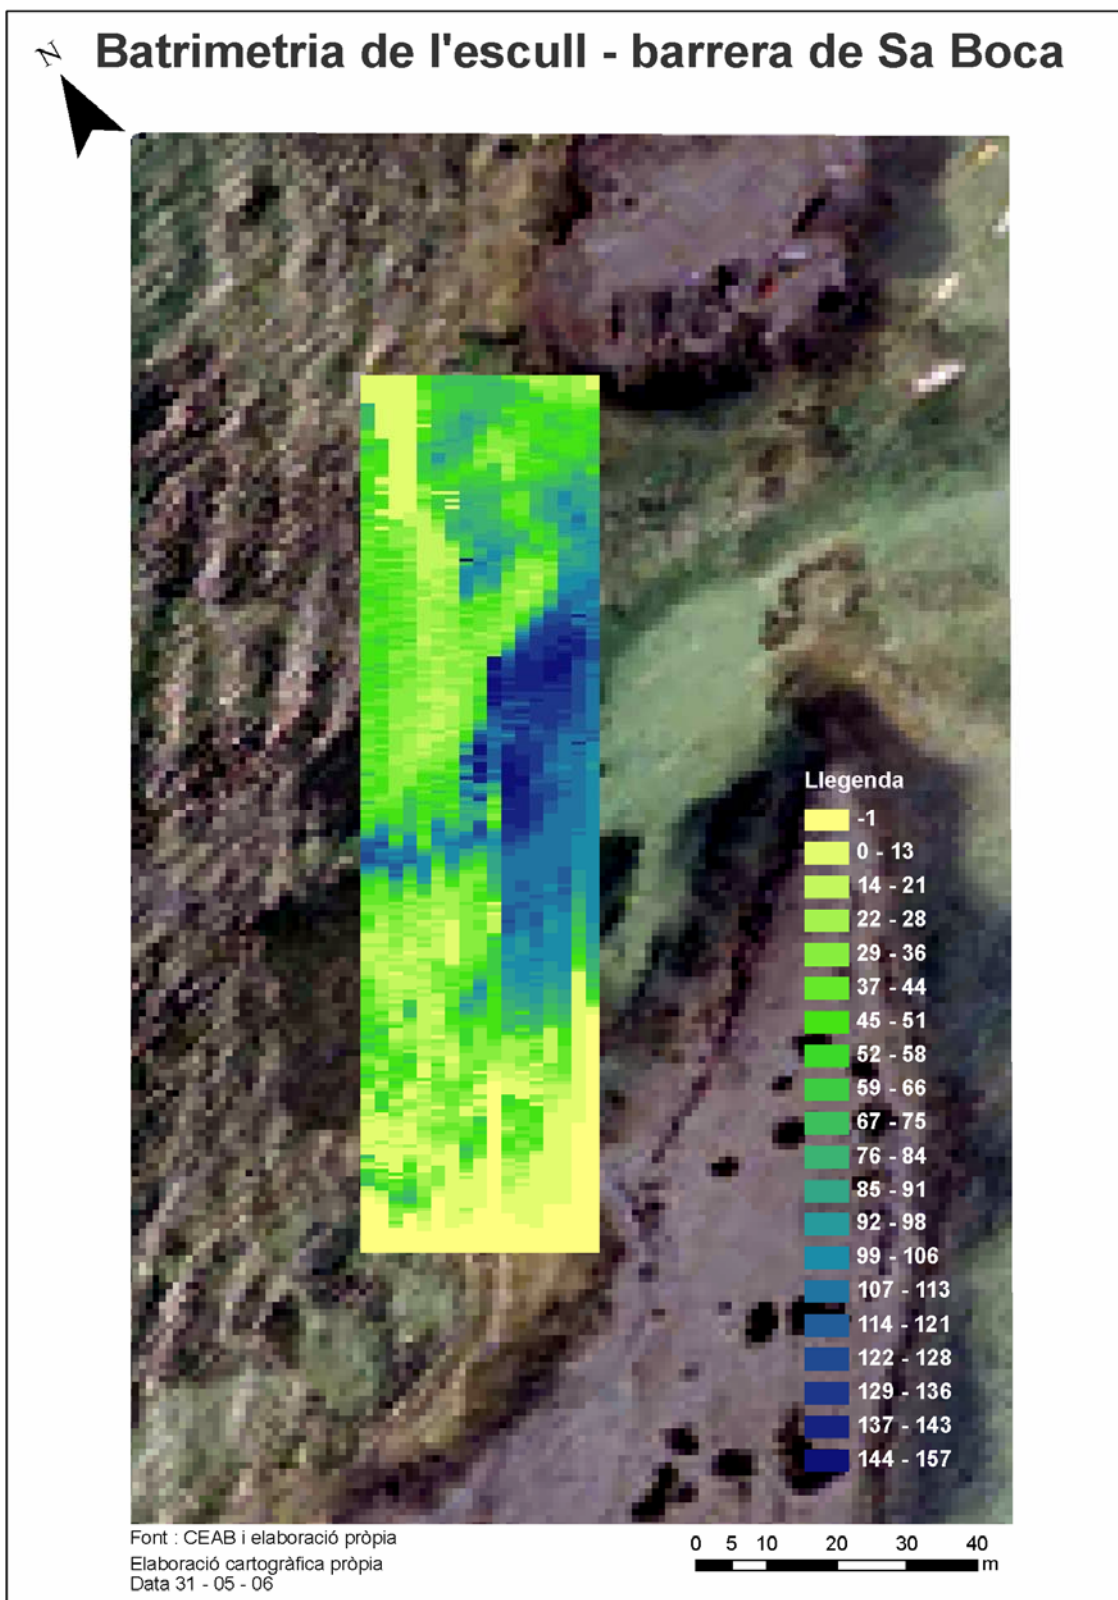 N
Batrimetria de l'escull - barrera de Sa Boca
Llegenda
-1
0 - 13
14 - 21
22 - 28
29 - 36
37 - 44
45 - 51
52 - 58
59 - 66
67 - 75
76 - 84
85 - 91
92 - 98
99 - 106
107 - 113
114 - 121
122 - 128
129 - 136
137 - 143
144 - 157
Font : CEAB i elaboració pròpia
Elaboració cartogràfica pròpia
Data 31 - 05 - 06
0 5 10 20 30 40
m